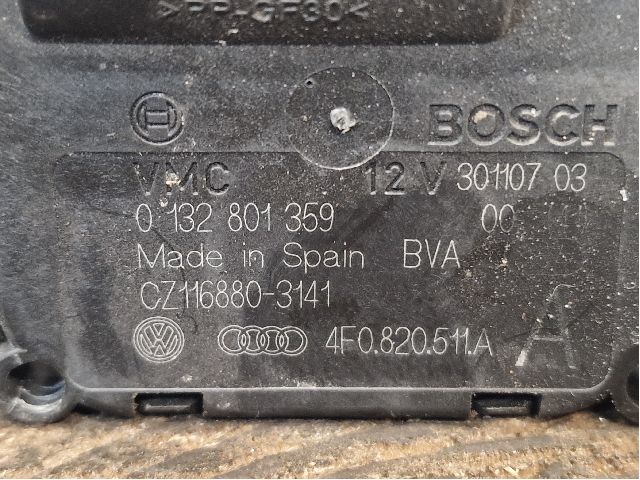 >PP-GF30<
BOSCH
VMC 12 V 301107 03
0 132 801 359 00
Made in Spain BVA
CZ116880-3141
4F0.820.511.A A